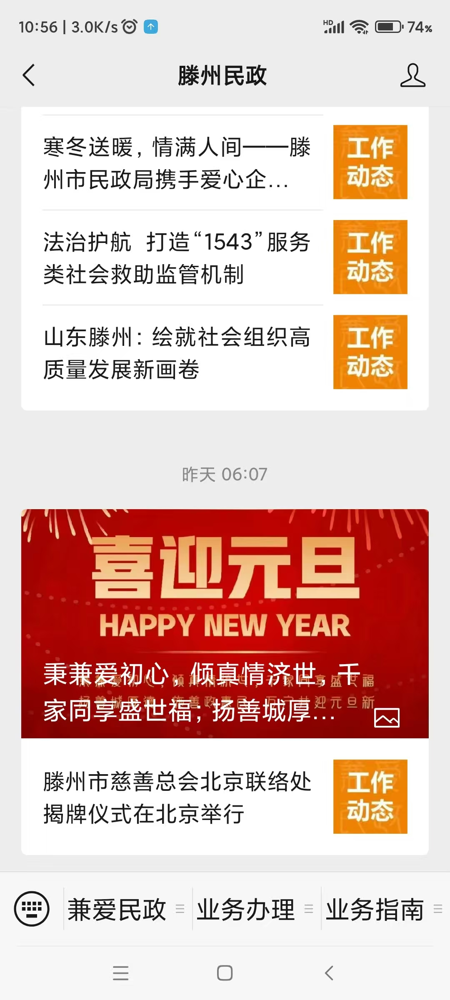 10:56 | 3.0K/s
HD
74%
滕州民政
寒冬送暖，情满人间——滕
州市民政局携手爱心企...
工作
动态
法治护航 打造“1543”服务
类社会救助监管机制
工作
动态
山东滕州：绘就社会组织高
质量发展新画卷
工作
动态
昨天 06:07
喜迎元旦
HAPPY NEW YEAR
秉兼爱初心，倾真情济世，千
家同享盛世福；扬善城厚...
滕州市慈善总会北京联络处
揭牌仪式在北京举行
工作
动态
兼爱民政
业务办理
业务指南